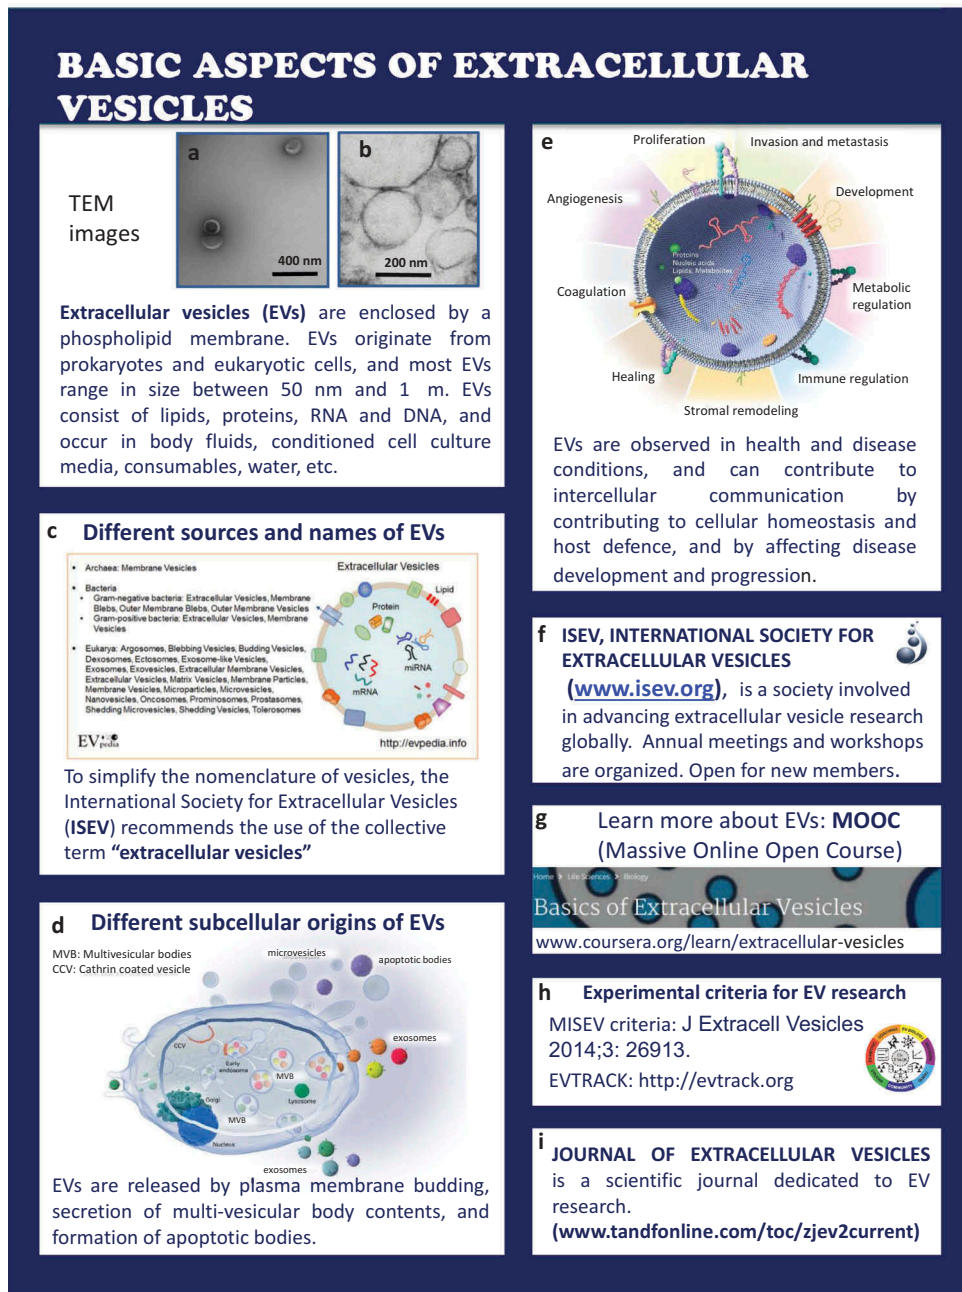 BASIC ASPECTS OF EXTRACELLULAR
VESICLES
TEM
images
a
400 nm
b
200 nm
Extracellular vesicles (EVs) are enclosed by a
phospholipid membrane. EVs originate from
prokaryotes and eukaryotic cells, and most EVs
range in size between 50 nm and 1 m. EVs
consist of lipids, proteins, RNA and DNA, and
occur in body fluids, conditioned cell culture
media, consumables, water, etc.
c Different sources and names of EVs
• Archaea: Membrane Vesicles
• Bacteria
• Gram-negative bacteria: Extracellular Vesicles, Membrane
Blebs, Outer Membrane Blebs, Outer Membrane Vesicles
• Gram-positive bacteria: Extracellular Vesicles, Membrane
Vesicles
• Eukarya: Argosomes, Blebbing Vesicles, Budding Vesicles,
Dexosomes, Ectosomes, Exosome-like Vesicles,
Exosomes, Exovesicles, Extracellular Membrane Vesicles,
Extracellular Vesicles, Matrix Vesicles, Membrane Particles,
Membrane Vesicles, Microparticles, Microvesicles,
Nanovesicles, Oncosomes, Prominosomes, Prostasomes,
Shedding Microvesicles, Shedding Vesicles, Tolerosomes
EVpedia
Extracellular Vesicles
Lipid
Protein
miRNA
mRNA
http://evpedia.info
To simplify the nomenclature of vesicles, the
International Society for Extracellular Vesicles
(ISEV) recommends the use of the collective
term “extracellular vesicles”
d Different subcellular origins of EVs
MVB: Multivesicular bodies
CCV: Cathrin coated vesicle
microvesicles
apoptotic bodies
exosomes
CCV
Early
endosome
MVB
Golgi
Lysosome
MVB
Nucleus
exosomes
EVs are released by plasma membrane budding,
secretion of multi-vesicular body contents, and
formation of apoptotic bodies.
e
Proliferation
Invasion and metastasis
Angiogenesis
Development
Proteins
Nucleic acids
Lipids, Metabolites
Coagulation
Metabolic
regulation
Healing
Immune regulation
Stromal remodeling
EVs are observed in health and disease
conditions, and can contribute to
intercellular communication by
contributing to cellular homeostasis and
host defence, and by affecting disease
development and progression.
f ISEV, INTERNATIONAL SOCIETY FOR
EXTRACELLULAR VESICLES
(www.isev.org), is a society involved
in advancing extracellular vesicle research
globally. Annual meetings and workshops
are organized. Open for new members.
g Learn more about EVs: MOOC
(Massive Online Open Course)
Home > Life Sciences > Biology
Basics of Extracellular Vesicles
www.coursera.org/learn/extracellular-vesicles
h Experimental criteria for EV research
MISEV criteria: J Extracell Vesicles
2014;3: 26913.
EVTRACK: http://evtrack.org
i JOURNAL OF EXTRACELLULAR VESICLES
is a scientific journal dedicated to EV
research.
(www.tandfonline.com/toc/zjev2current)